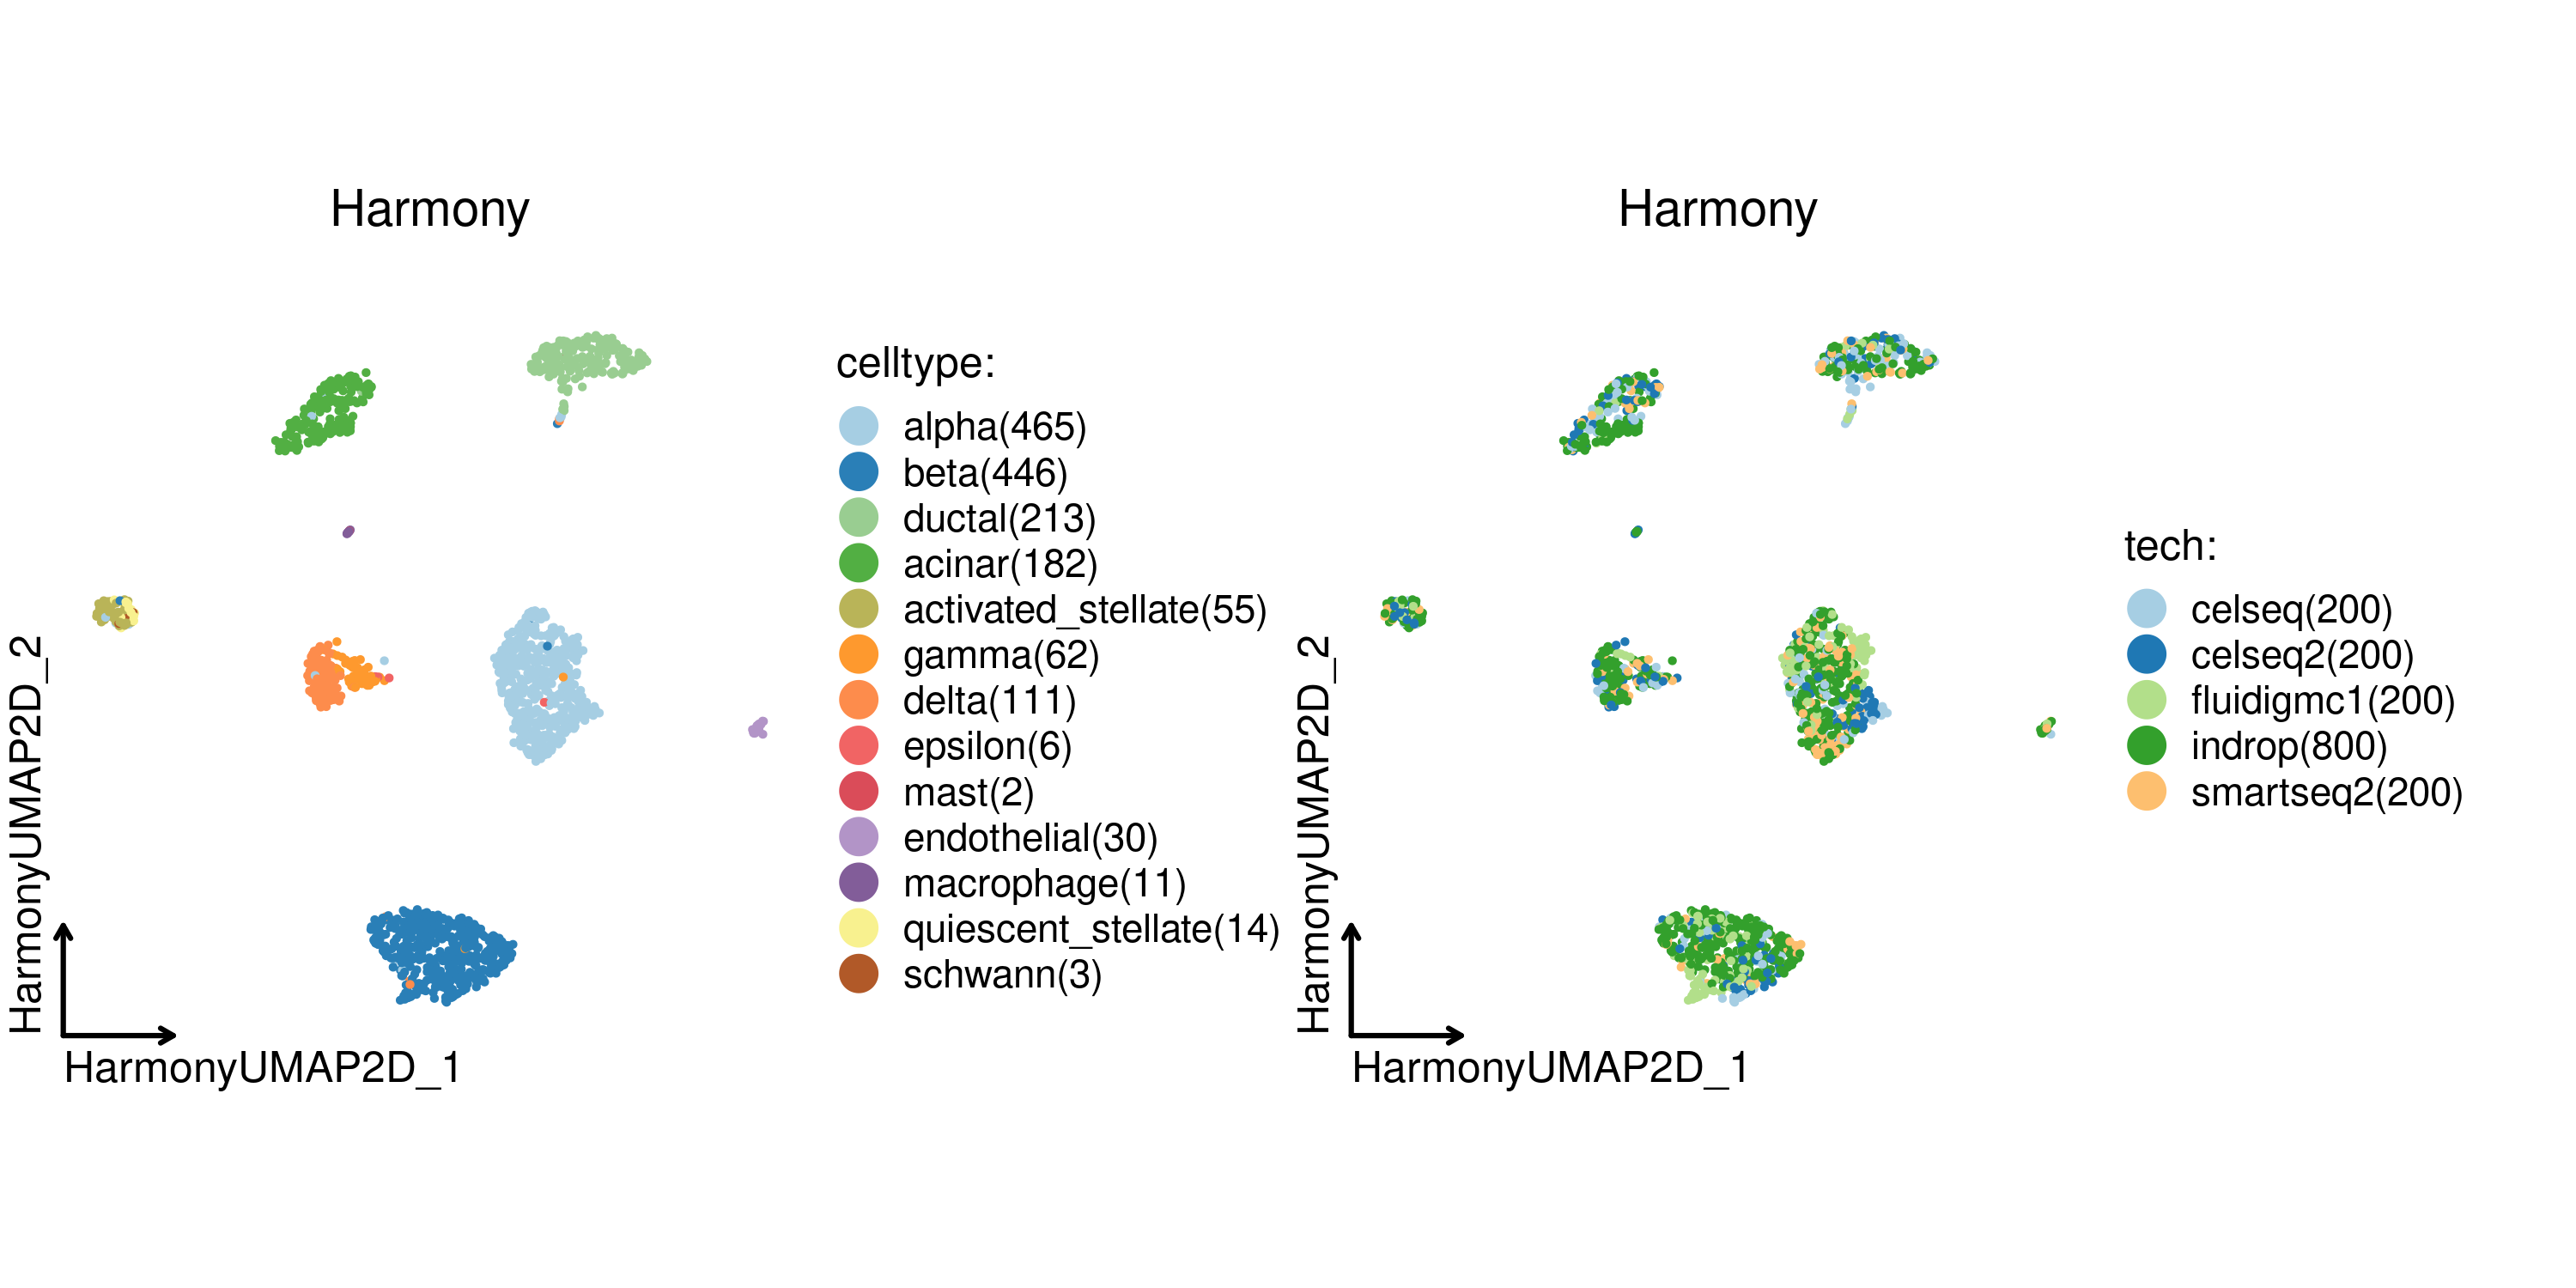 Harmony
celltype:
alpha(465)
beta(446)
ductal(213)
acinar(182)
activated_stellate(55)
gamma(62)
delta(111)
epsilon(6)
mast(2)
endothelial(30)
macrophage(11)
quiescent_stellate(14)
schwann(3)
HarmonyUMAP2D_2
HarmonyUMAP2D_1
Harmony
tech:
celseq(200)
celseq2(200)
fluidigmc1(200)
indrop(800)
smartseq2(200)
HarmonyUMAP2D_2
HarmonyUMAP2D_1